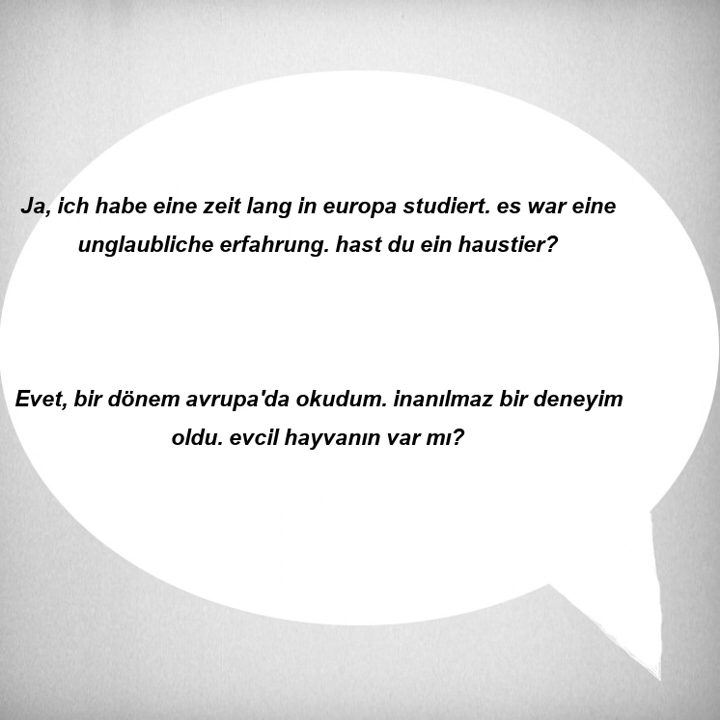 Ja, ich habe eine zeit lang in europa studiert. es war eine
unglaubliche erfahrung. hast du ein haustier?
Evet, bir dönem avrupa'da okudum. inanılmaz bir deneyim
oldu. evcil hayvanın var mı?